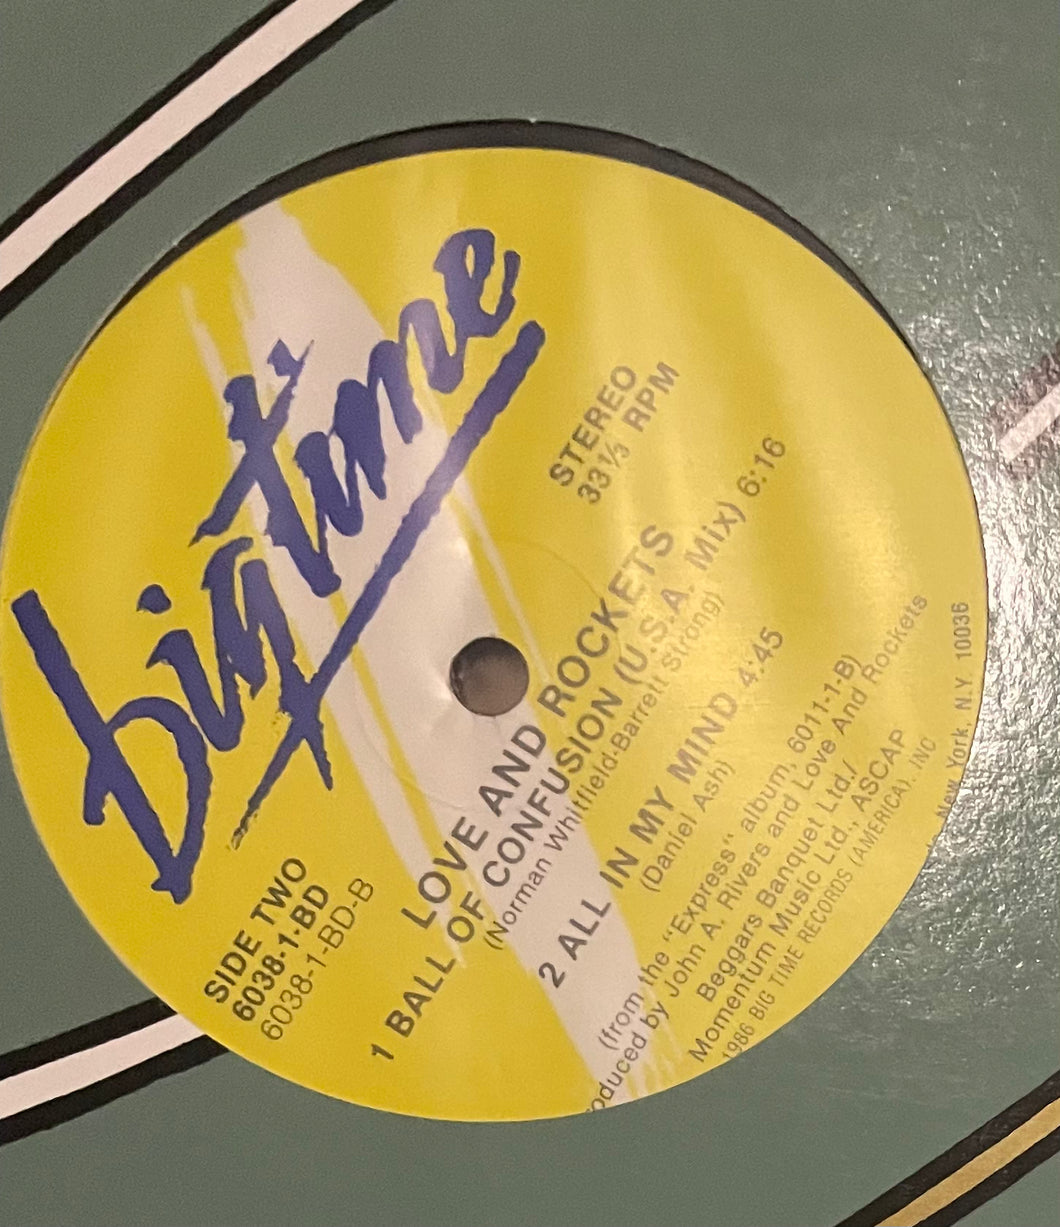 bigtime
STEREO
33⅓ RPM
SIDE TWO
6038-1-BD
6038-1-BD-B
LOVE AND ROCKETS
1 BALL OF CONFUSION (U.S.A. Mix) 6:16
(Norman Whitfield-Barrett Strong)
2 ALL IN MY MIND 4:45
(Daniel Ash)
(from the "Express" album, 6011-1-B)
oduced by John A. Rivers and Love And Rockets
Beggars Banquet Ltd./
Momentum Music Ltd., ASCAP
1986 BIG TIME RECORDS (AMERICA), INC
New York, N.Y. 10036